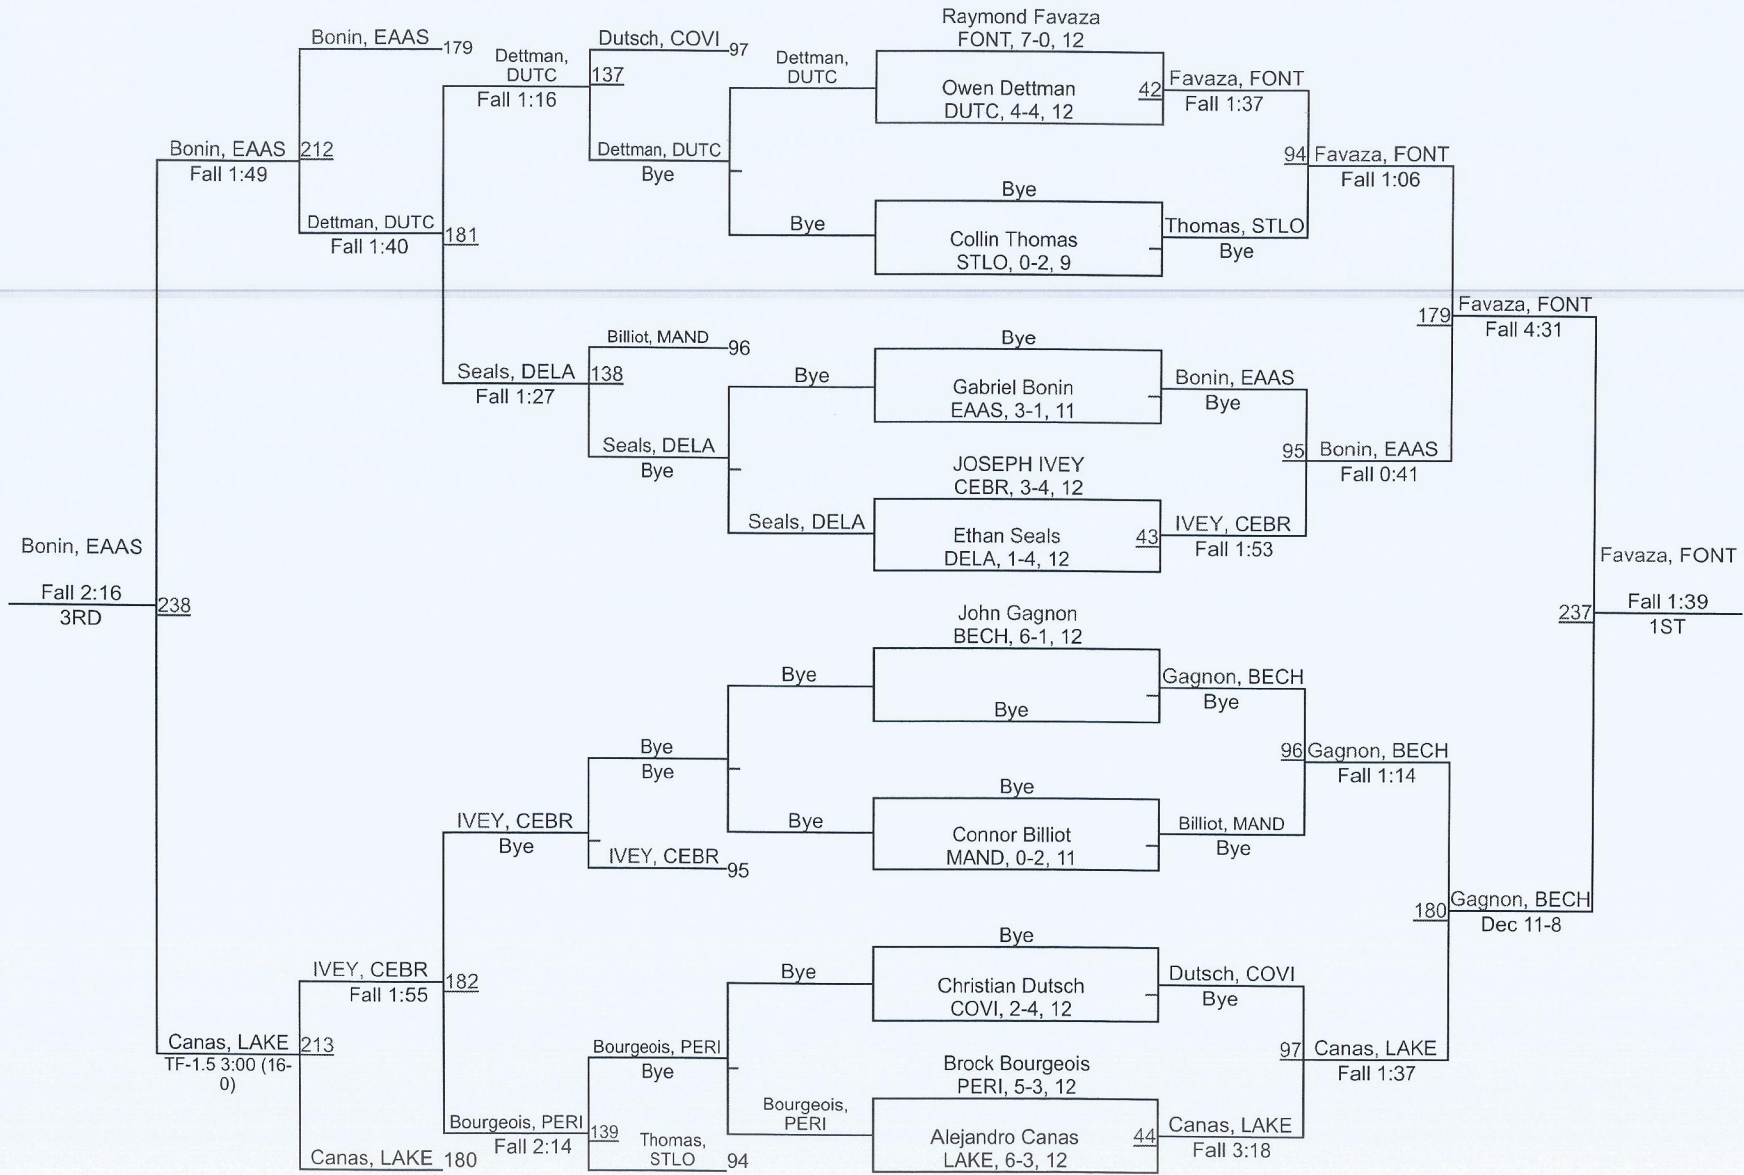 Raymond Favaza
FONT, 7-0, 12
Bonin, EAAS
179
Dutsch, COVI
97
Dettman,
DUTC
137
Fall 1:16
Dettman,
DUTC
Owen Dettman
DUTC, 4-4, 12
42
Favaza, FONT
Fall 1:37
Bonin, EAAS
212
Fall 1:49
Dettman, DUTC
Bye
94
Favaza, FONT
Fall 1:06
Bye
Dettman, DUTC
181
Fall 1:40
Bye
Collin Thomas
STLO, 0-2, 9
Thomas, STLO
Bye
179
Favaza, FONT
Fall 4:31
Billiot, MAND
96
Bye
Seals, DELA
138
Fall 1:27
Bye
Gabriel Bonin
EAAS, 3-1, 11
Bonin, EAAS
Bye
Seals, DELA
Bye
95
Bonin, EAAS
Fall 0:41
JOSEPH IVEY
CEBR, 3-4, 12
Seals, DELA
Ethan Seals
DELA, 1-4, 12
43
IVEY, CEBR
Fall 1:53
Bonin, EAAS
Fall 2:16
238
3RD
Favaza, FONT
237
Fall 1:39
1ST
John Gagnon
BECH, 6-1, 12
Bye
Bye
Gagnon, BECH
Bye
Bye
Bye
96
Gagnon, BECH
Fall 1:14
Bye
IVEY, CEBR
Bye
Bye
Connor Billiot
MAND, 0-2, 11
Billiot, MAND
Bye
IVEY, CEBR
95
180
Gagnon, BECH
Dec 11-8
Bye
IVEY, CEBR
182
Fall 1:55
Bye
Christian Dutsch
COVI, 2-4, 12
Dutsch, COVI
Bye
Canas, LAKE
213
TF-1.5 3:00 (16-
0)
Bourgeois, PERI
Bye
97
Canas, LAKE
Fall 1:37
Brock Bourgeois
PERI, 5-3, 12
Bourgeois, PERI
139
Fall 2:14
Bourgeois,
PERI
Alejandro Canas
LAKE, 6-3, 12
44
Canas, LAKE
Fall 3:18
Canas, LAKE
180
Thomas,
STLO
94